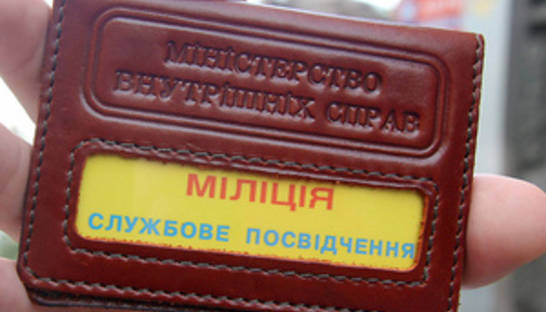 МІНІСТЕРСТВО
ВНУТРІШНІХ СПРАВ
МІЛІЦІЯ
СЛУЖБОВЕ ПОСВІДЧЕННЯ